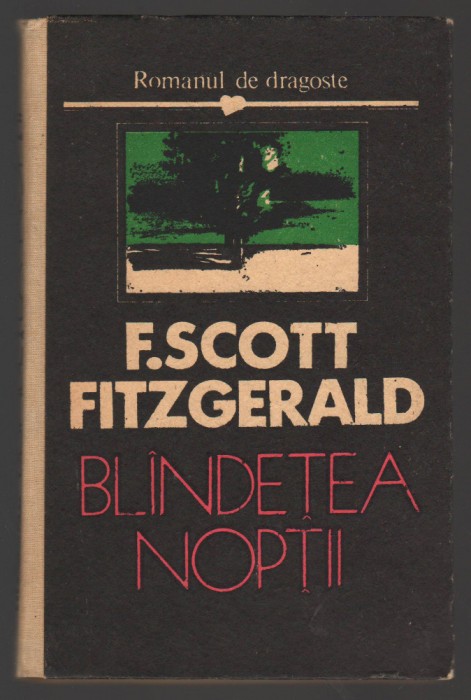 Romanul de dragoste
F. SCOTT
FITZGERALD
BLÎNDEȚEA
NOPȚII